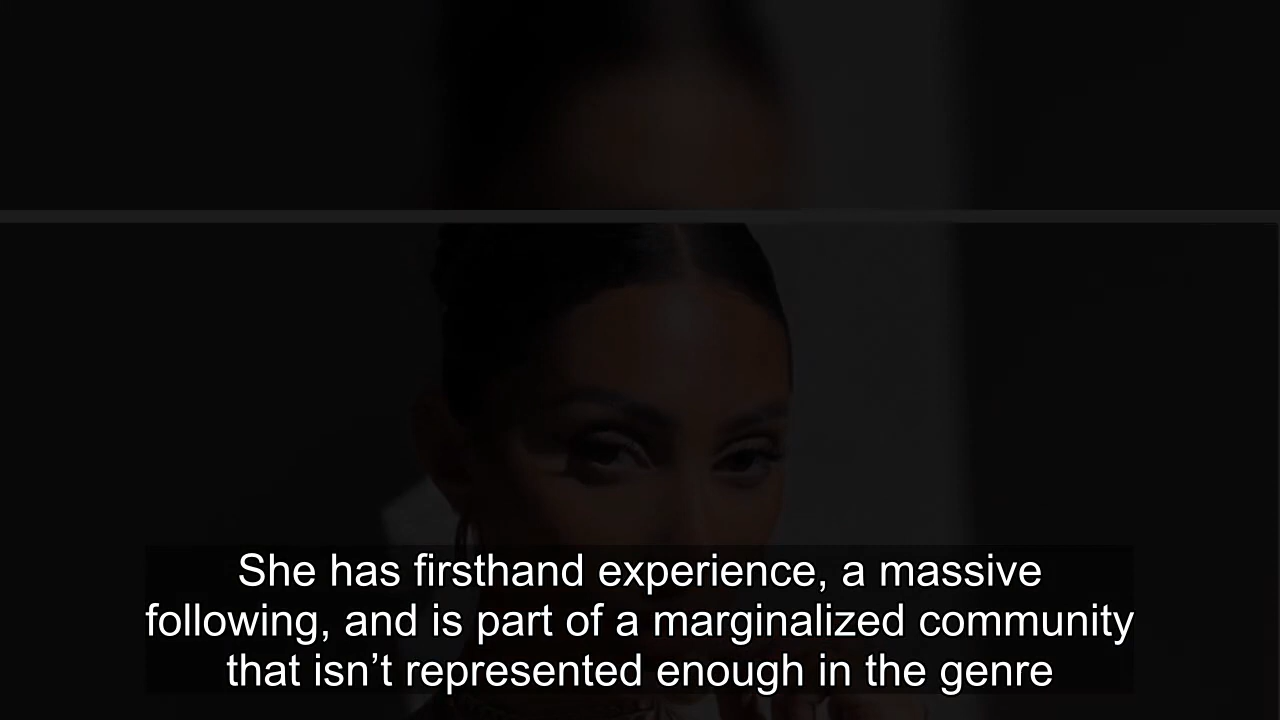 She has firsthand experience, a massive
following, and is part of a marginalized community
that isn’t represented enough in the genre